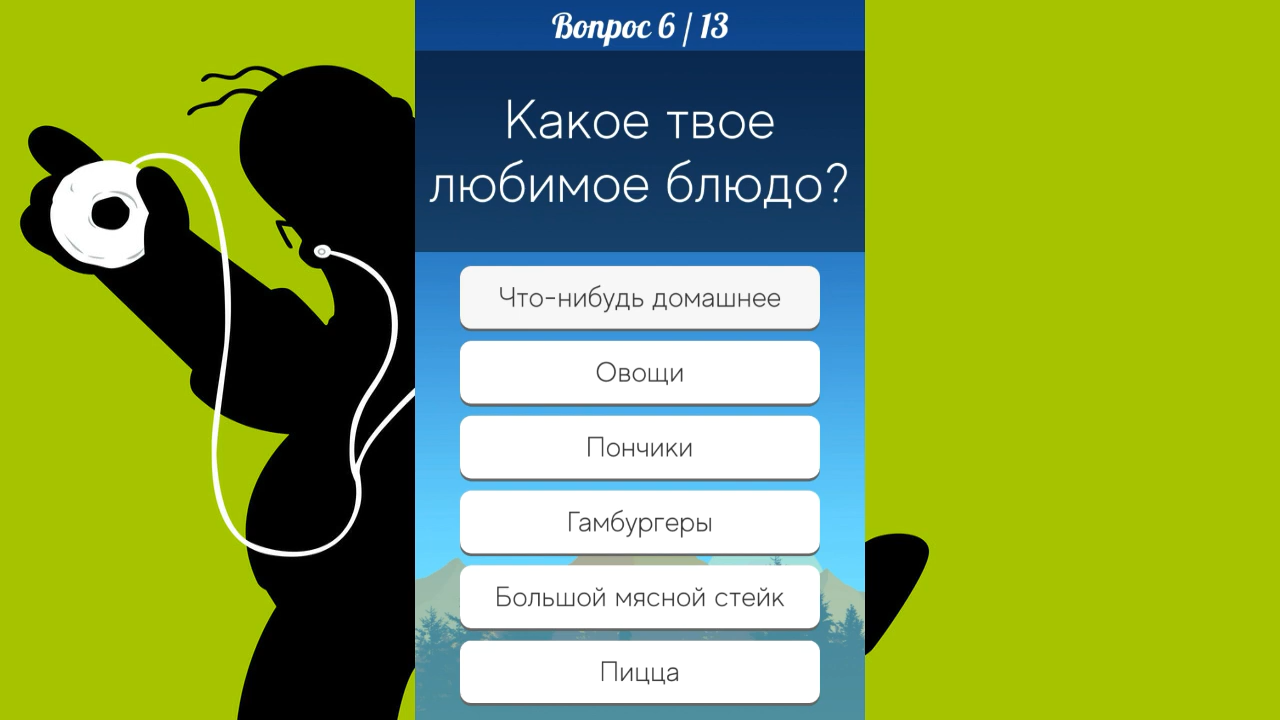 Вопрос 6 / 13
Какое твое
любимое блюдо?
Что-нибудь домашнее
Овощи
Пончики
Гамбургеры
Большой мясной стейк
Пицца